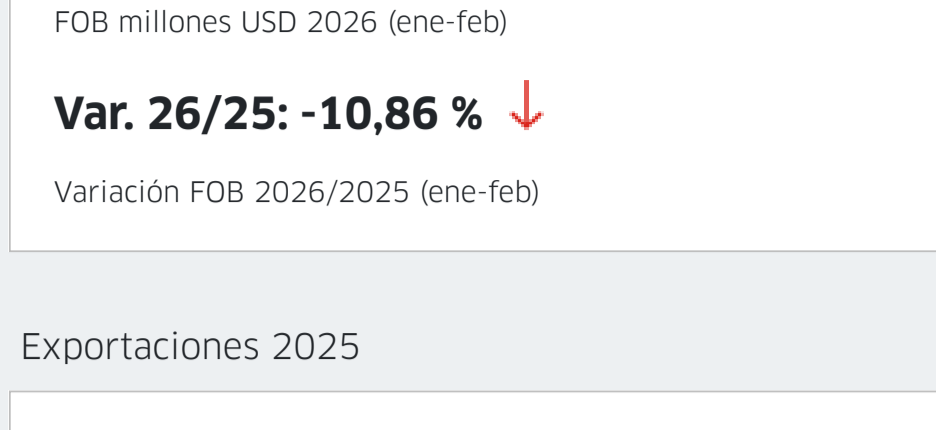 FOB millones USD 2026 (ene-feb)
Var. 26/25: -10,86 %
Variación FOB 2026/2025 (ene-feb)
Exportaciones 2025